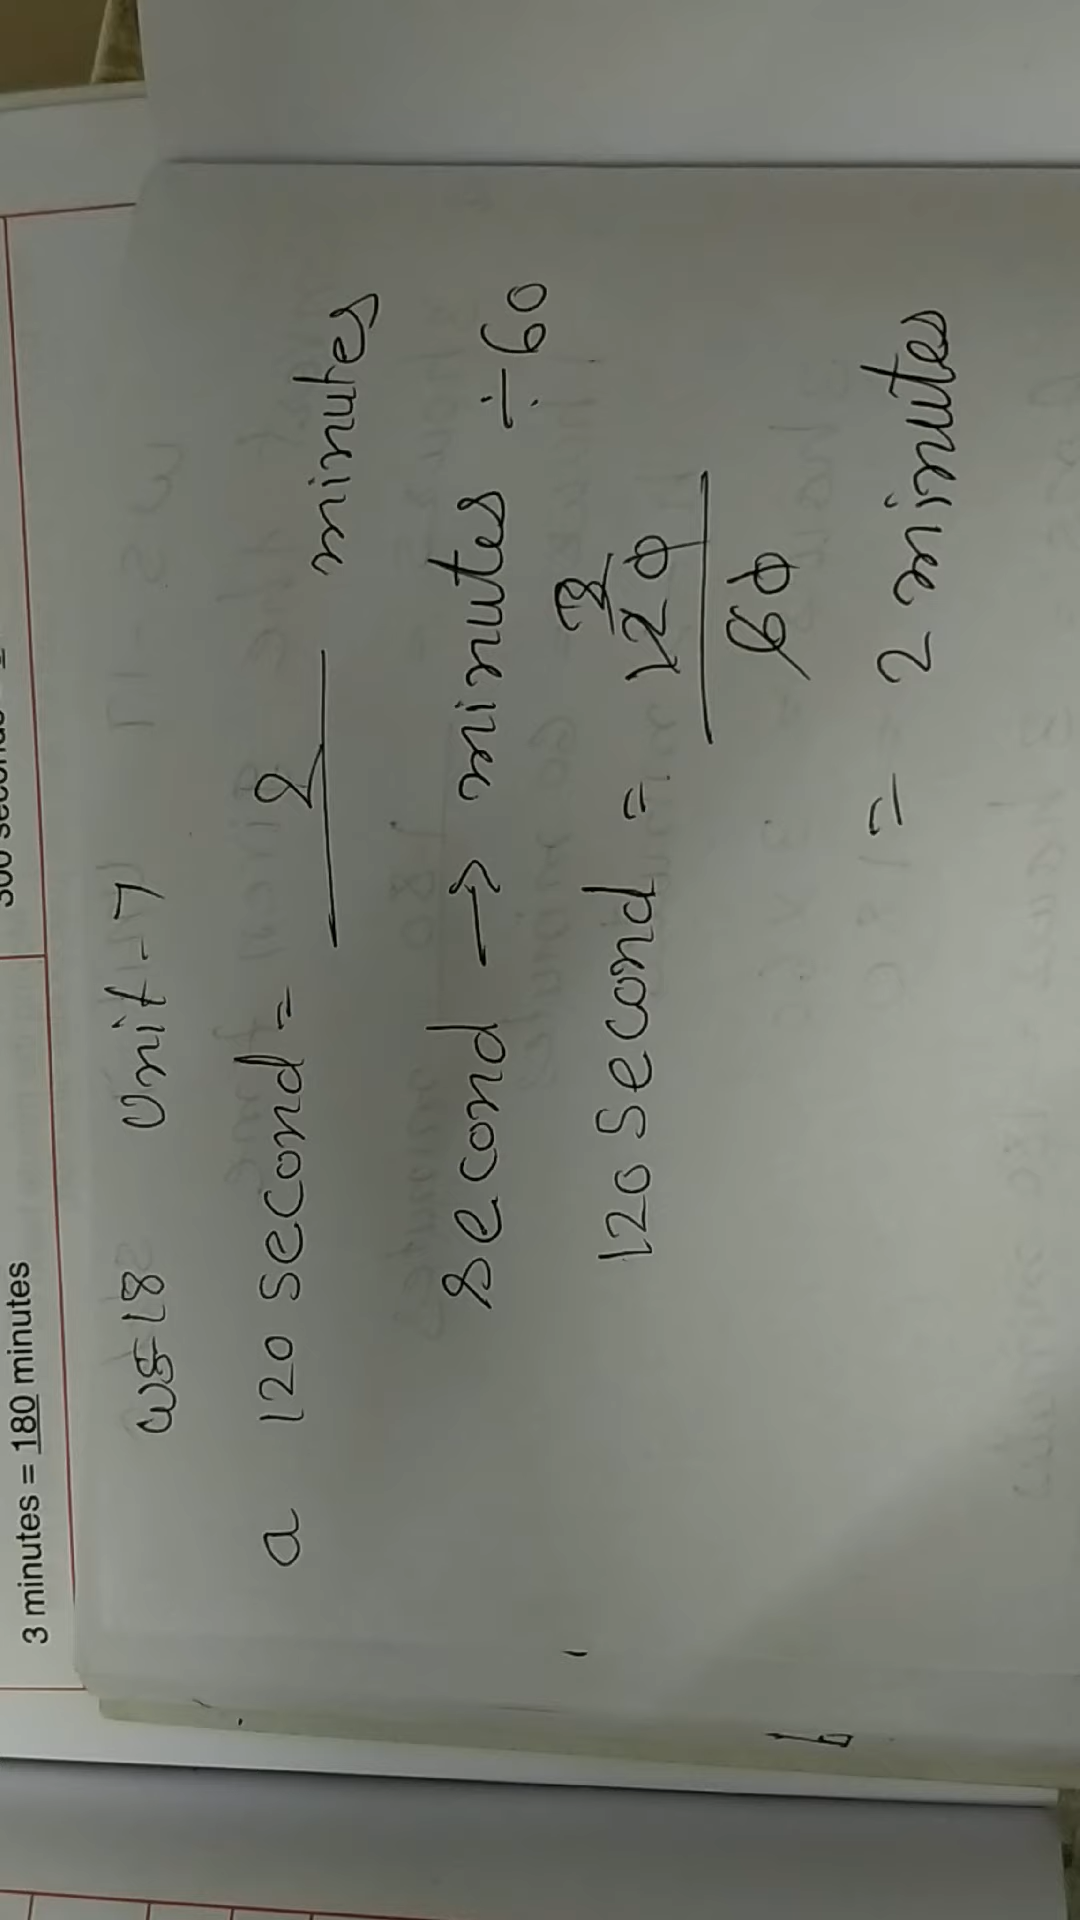 3 minutes = 180 minutes
WS-18 Unit-7
a 120 second = 2 minutes
second → minutes ÷ 60
120 second = 120
60
= 2 minutes
b